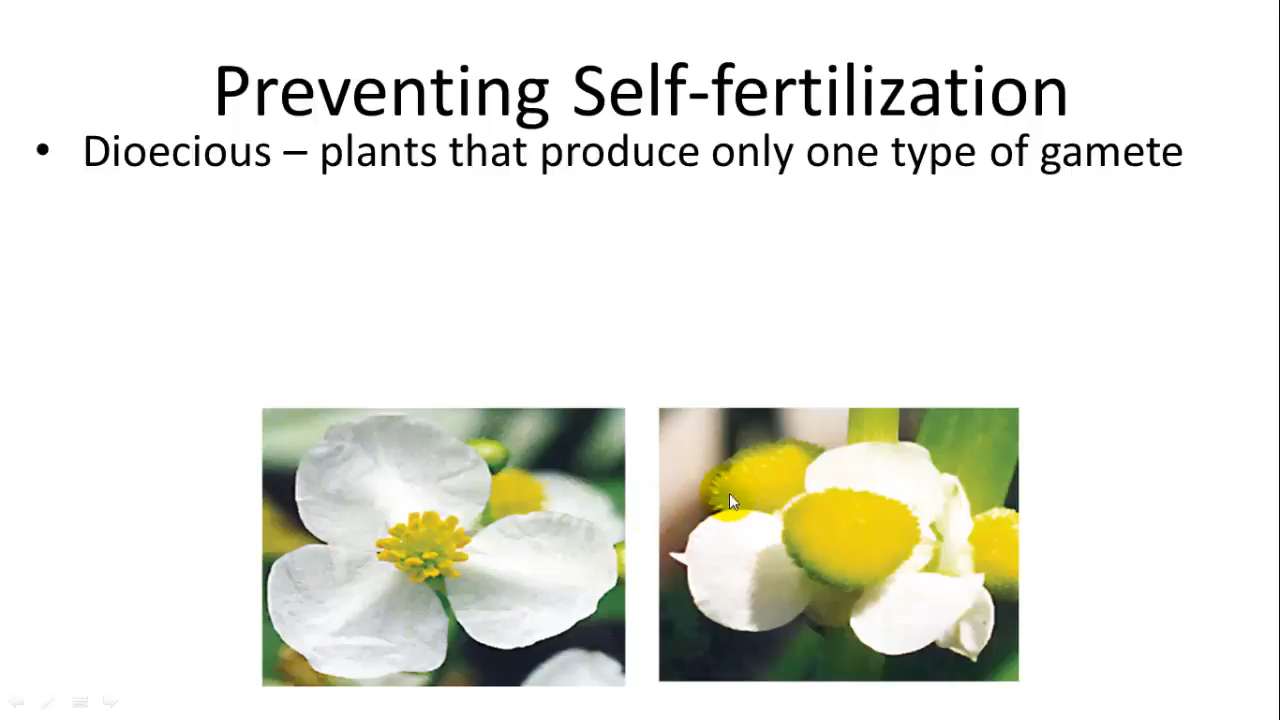 Preventing Self-fertilization
• Dioecious – plants that produce only one type of gamete